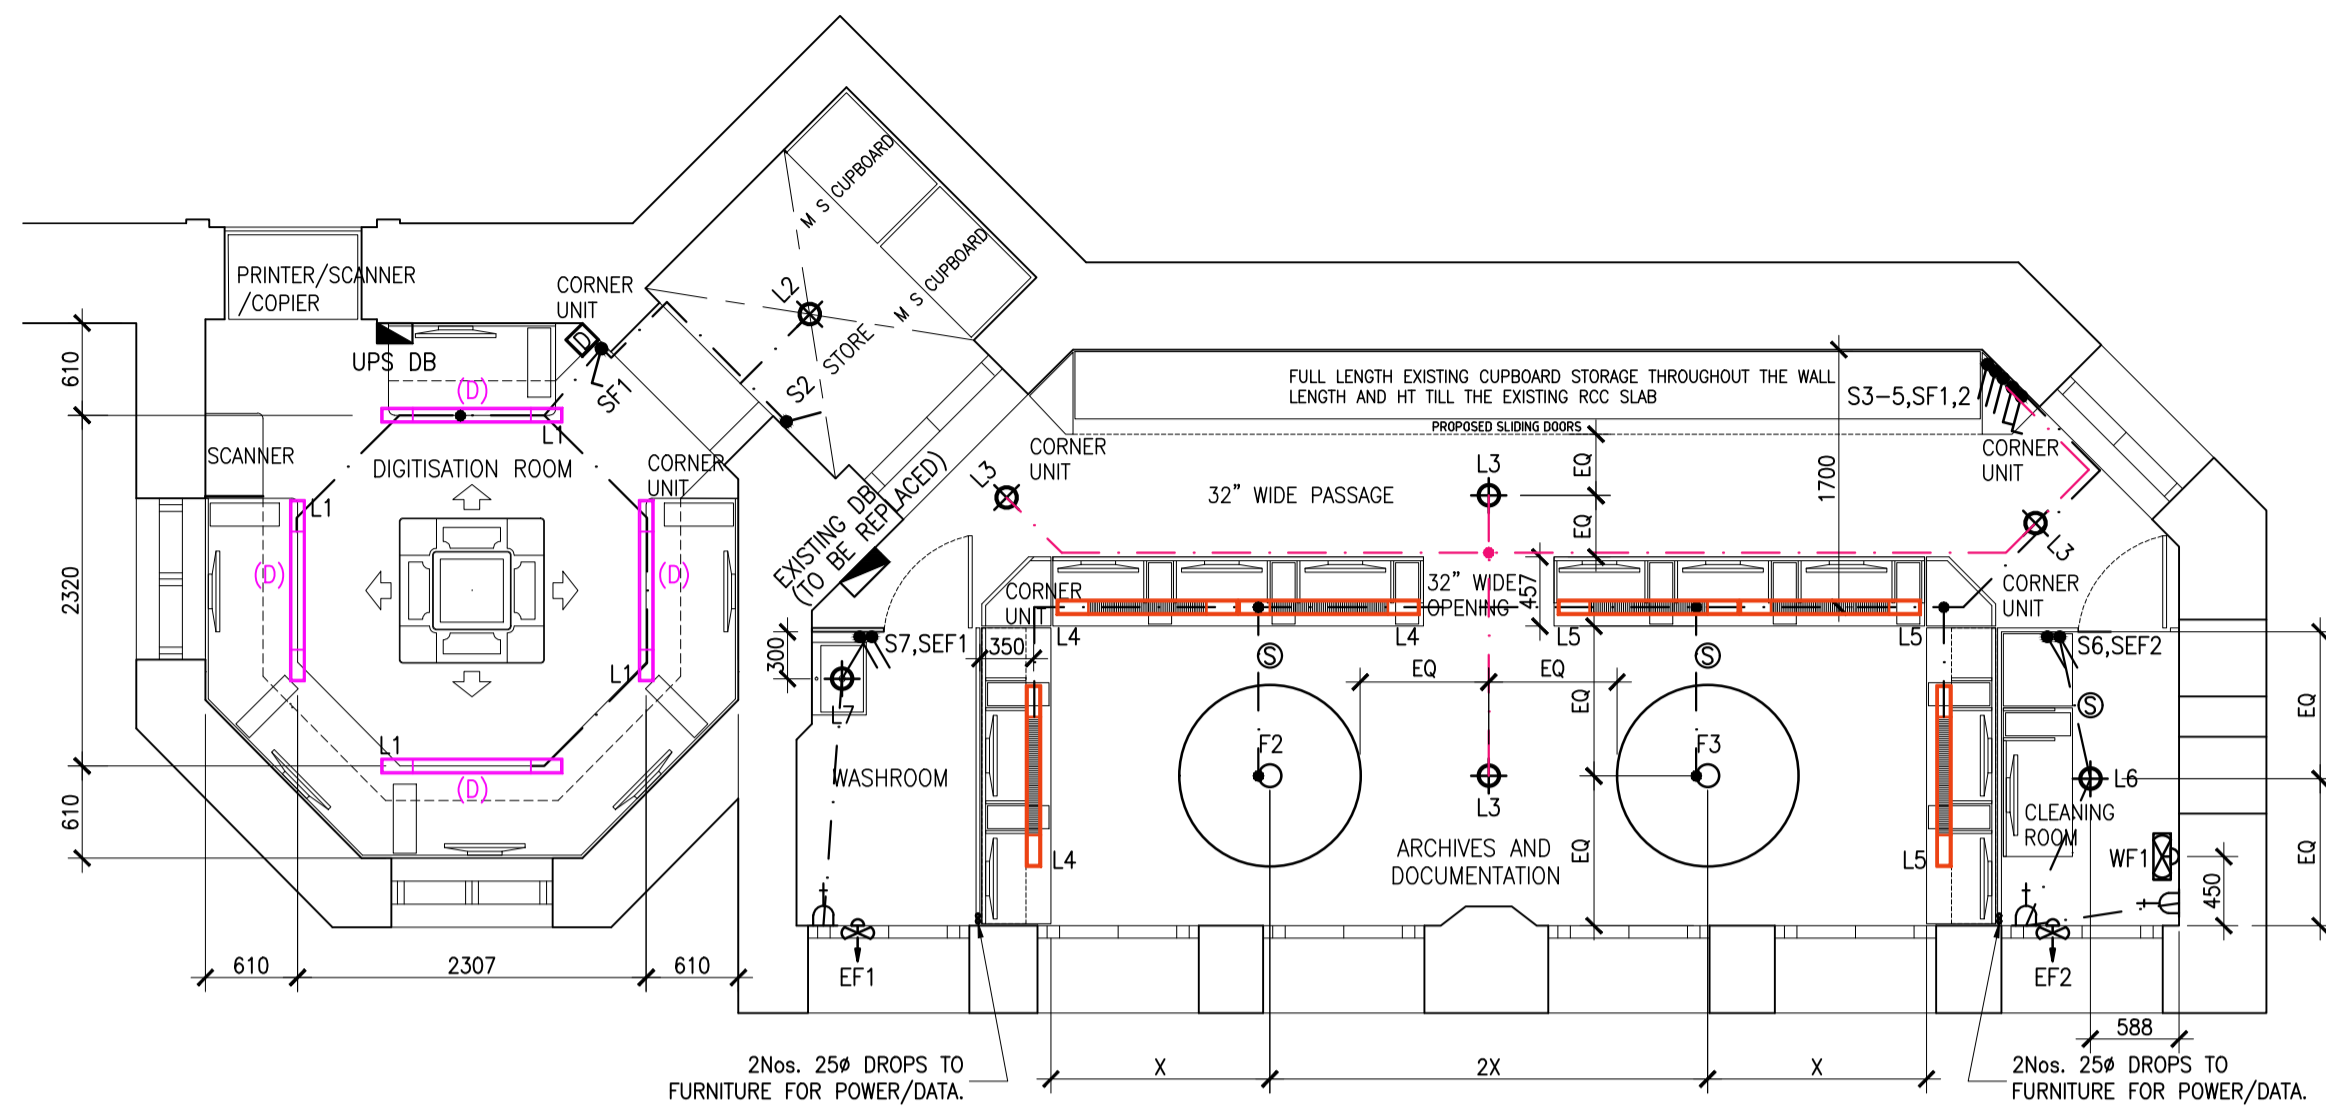 M S CUPBOARD
M S CUPBOARD
PRINTER/SCANNER
/COPIER
CORNER
UNIT
L2
STORE
S2
UPS DB
D
SF1
(D)
L1
610
SCANNER
DIGITISATION ROOM
CORNER
UNIT
L1
(D)
(D)
L1
2320
L1
(D)
610
610
2307
610
EXISTING DB
(TO BE REPLACED)
FULL LENGTH EXISTING CUPBOARD STORAGE THROUGHOUT THE WALL
LENGTH AND HT TILL THE EXISTING RCC SLAB
PROPOSED SLIDING DOORS
S3-5,SF1,2
CORNER
UNIT
L3
L3
EQ
EQ
1700
32" WIDE PASSAGE
CORNER
UNIT
L3
CORNER
UNIT
32" WIDE
OPENING
457
CORNER
UNIT
L4
L4
L5
L5
300
S7,SEF1
350
S
S
EQ
EQ
S6,SEF2
S
L7
EQ
EQ
F2
F3
L3
L6
WASHROOM
CLEANING
ROOM
WF1
L4
ARCHIVES AND
DOCUMENTATION
L5
EQ
EQ
450
EF1
EF2
588
2Nos. 25ø DROPS TO
FURNITURE FOR POWER/DATA.
X
2X
X
2Nos. 25ø DROPS TO
FURNITURE FOR POWER/DATA.